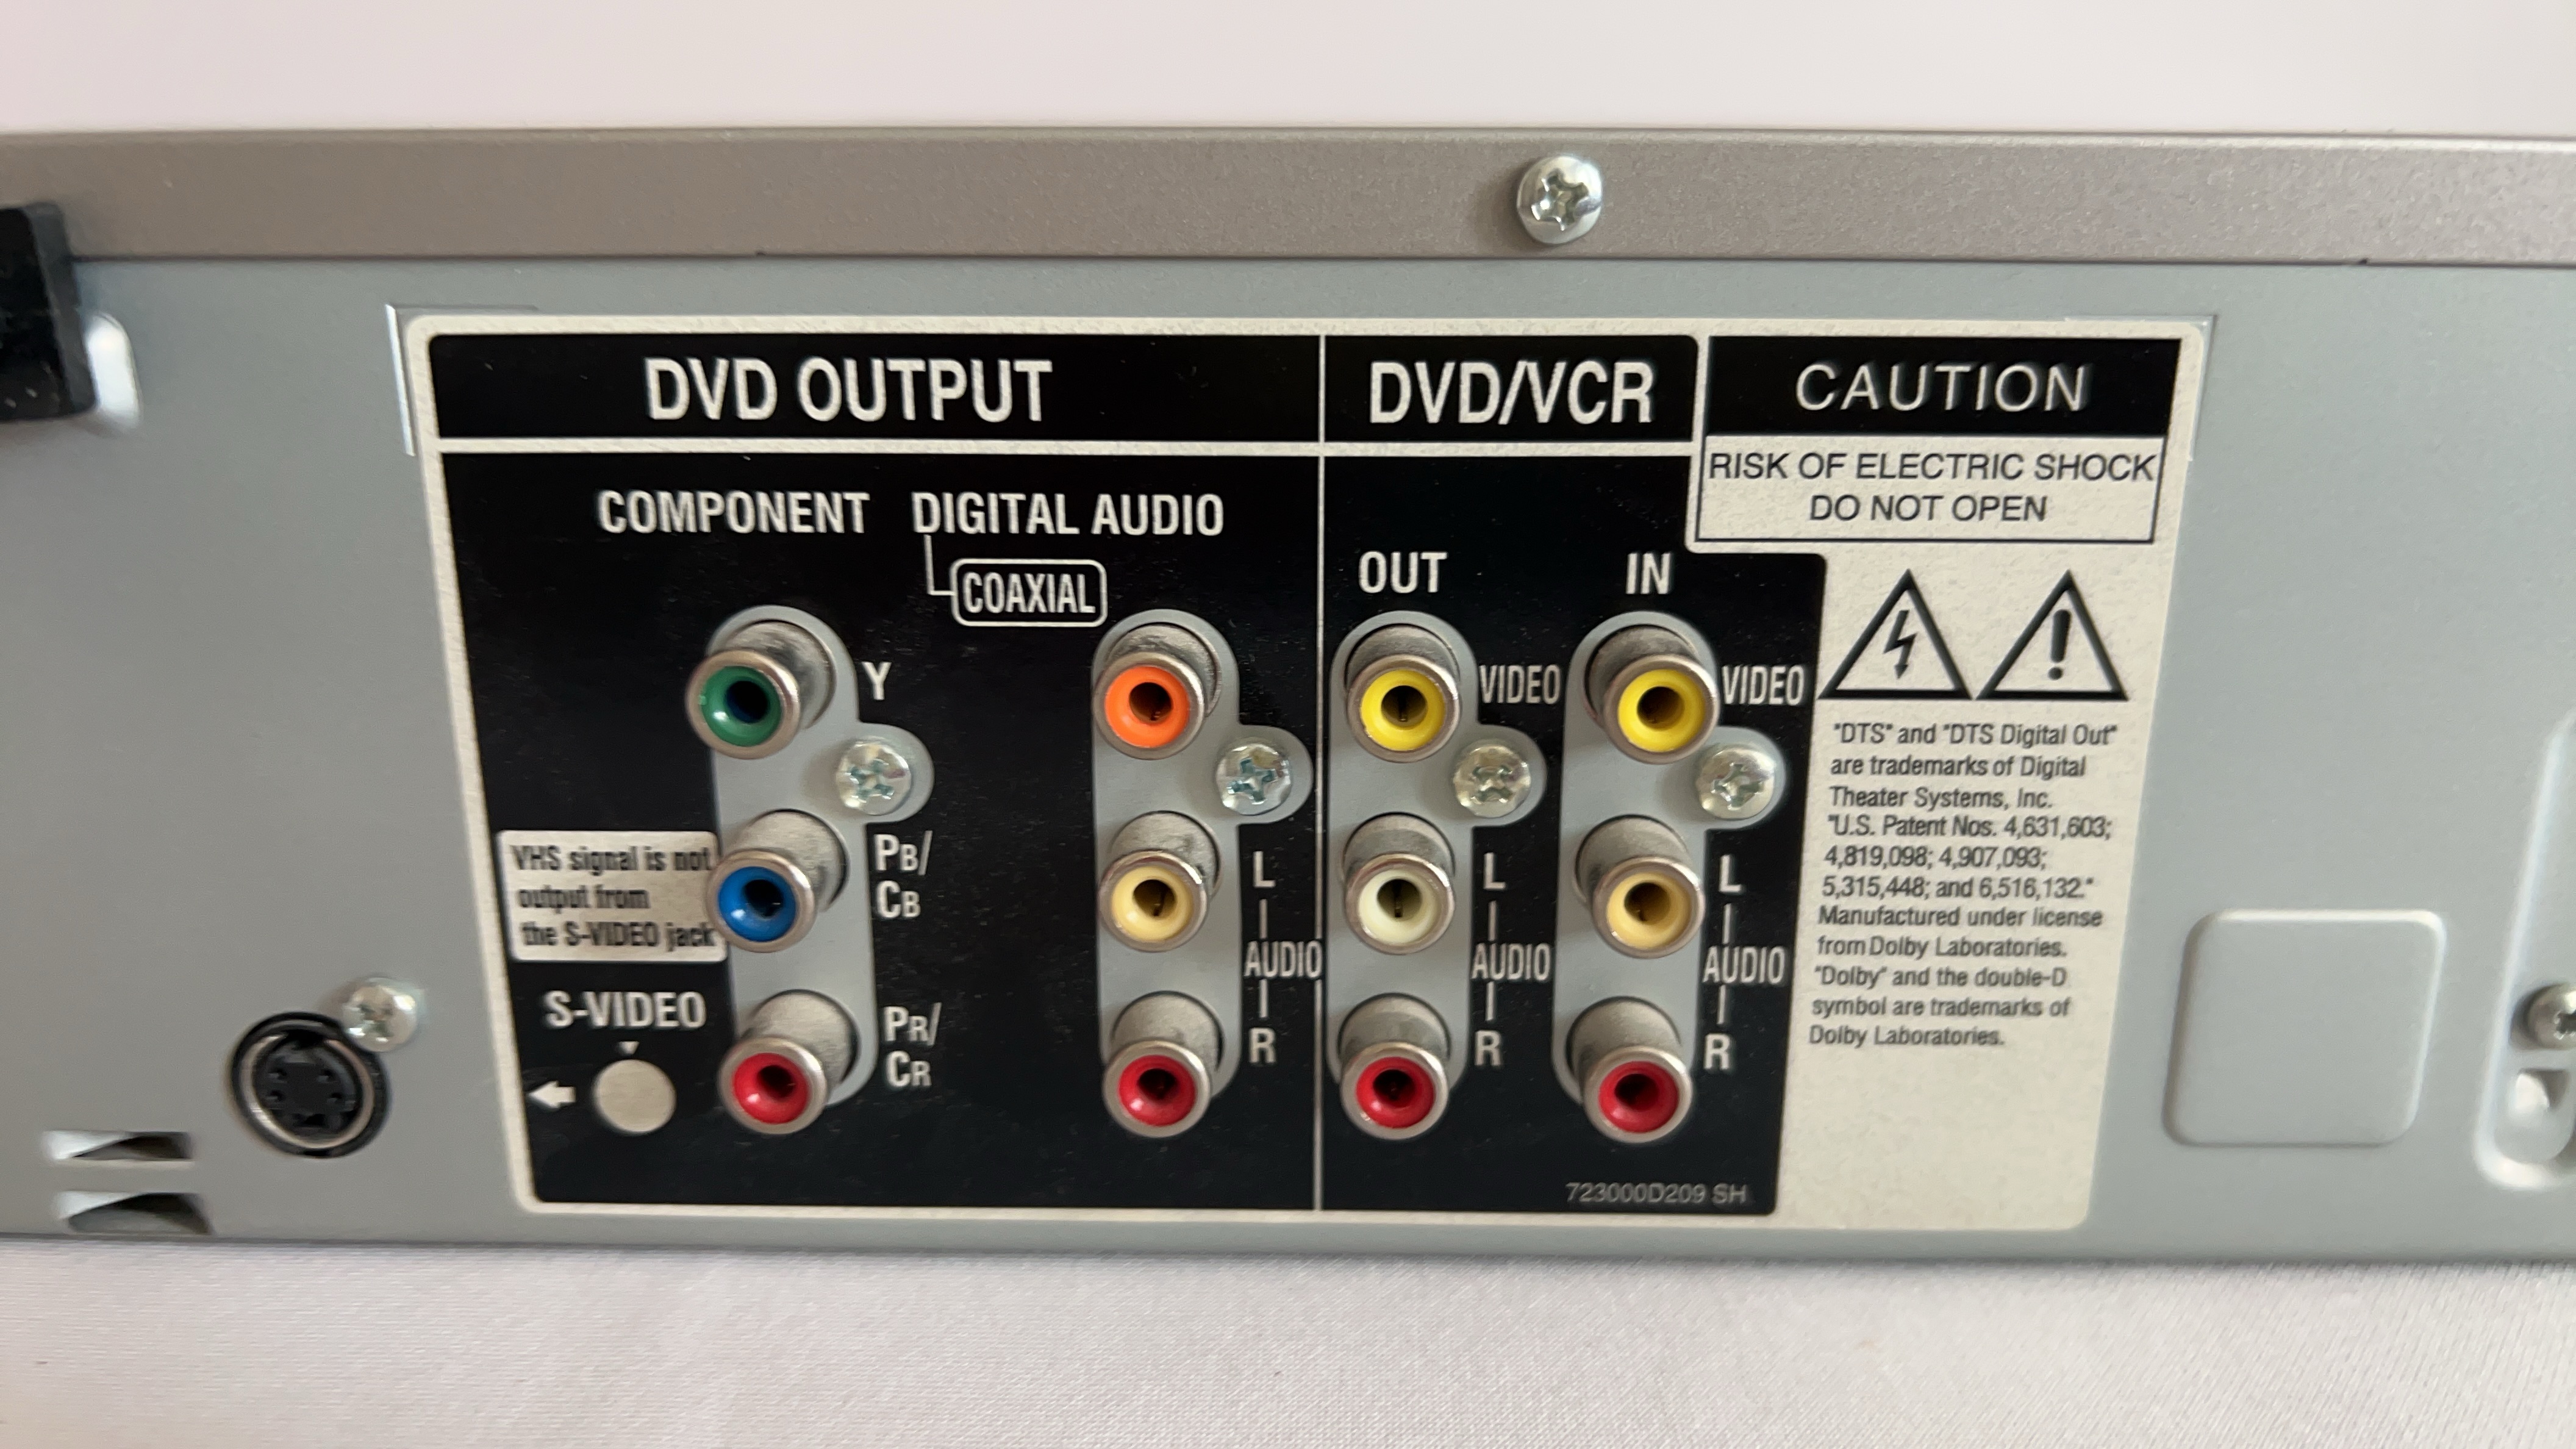 DVD OUTPUT
DVD/VCR
CAUTION
RISK OF ELECTRIC SHOCK
DO NOT OPEN
COMPONENT
DIGITAL AUDIO
COAXIAL
OUT
IN
Y
VIDEO
VIDEO
VHS signal is not
output from
the S-VIDEO jack
PB/
CB
L
AUDIO
R
L
AUDIO
R
L
AUDIO
R
S-VIDEO
PR/
CR
"DTS" and "DTS Digital Out"
are trademarks of Digital
Theater Systems, Inc.
"U.S. Patent Nos. 4,631,603;
4,819,098; 4,907,093;
5,315,448; and 6,516,132."
Manufactured under license
from Dolby Laboratories.
"Dolby" and the double-D
symbol are trademarks of
Dolby Laboratories.
723000D209 SH